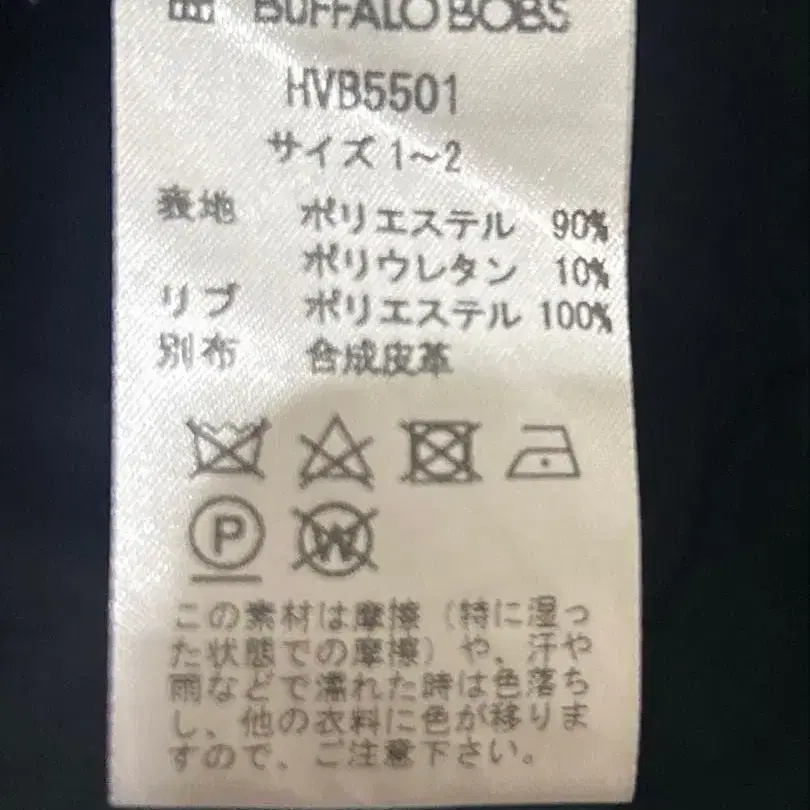 BUFFALO BOBS
HVB5501
サイズ 1〜2
表地 ポリエステル 90%
ポリウレタン 10%
リブ ポリエステル 100%
別布 合成皮革
P W
この素材は摩擦（特に湿っ
た状態での摩擦）や、汗や
雨などで濡れた時は色落ち
し、他の衣料に色が移りま
すので、ご注意下さい。